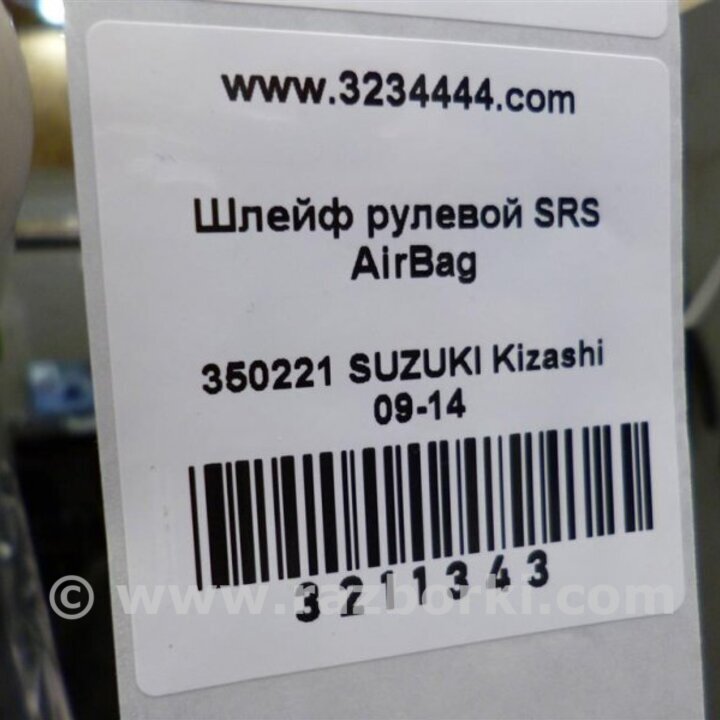 www.3234444.com
Шлейф рулевой SRS
AirBag
350221 SUZUKI Kizashi
09-14
3211343
© www.razborki.com